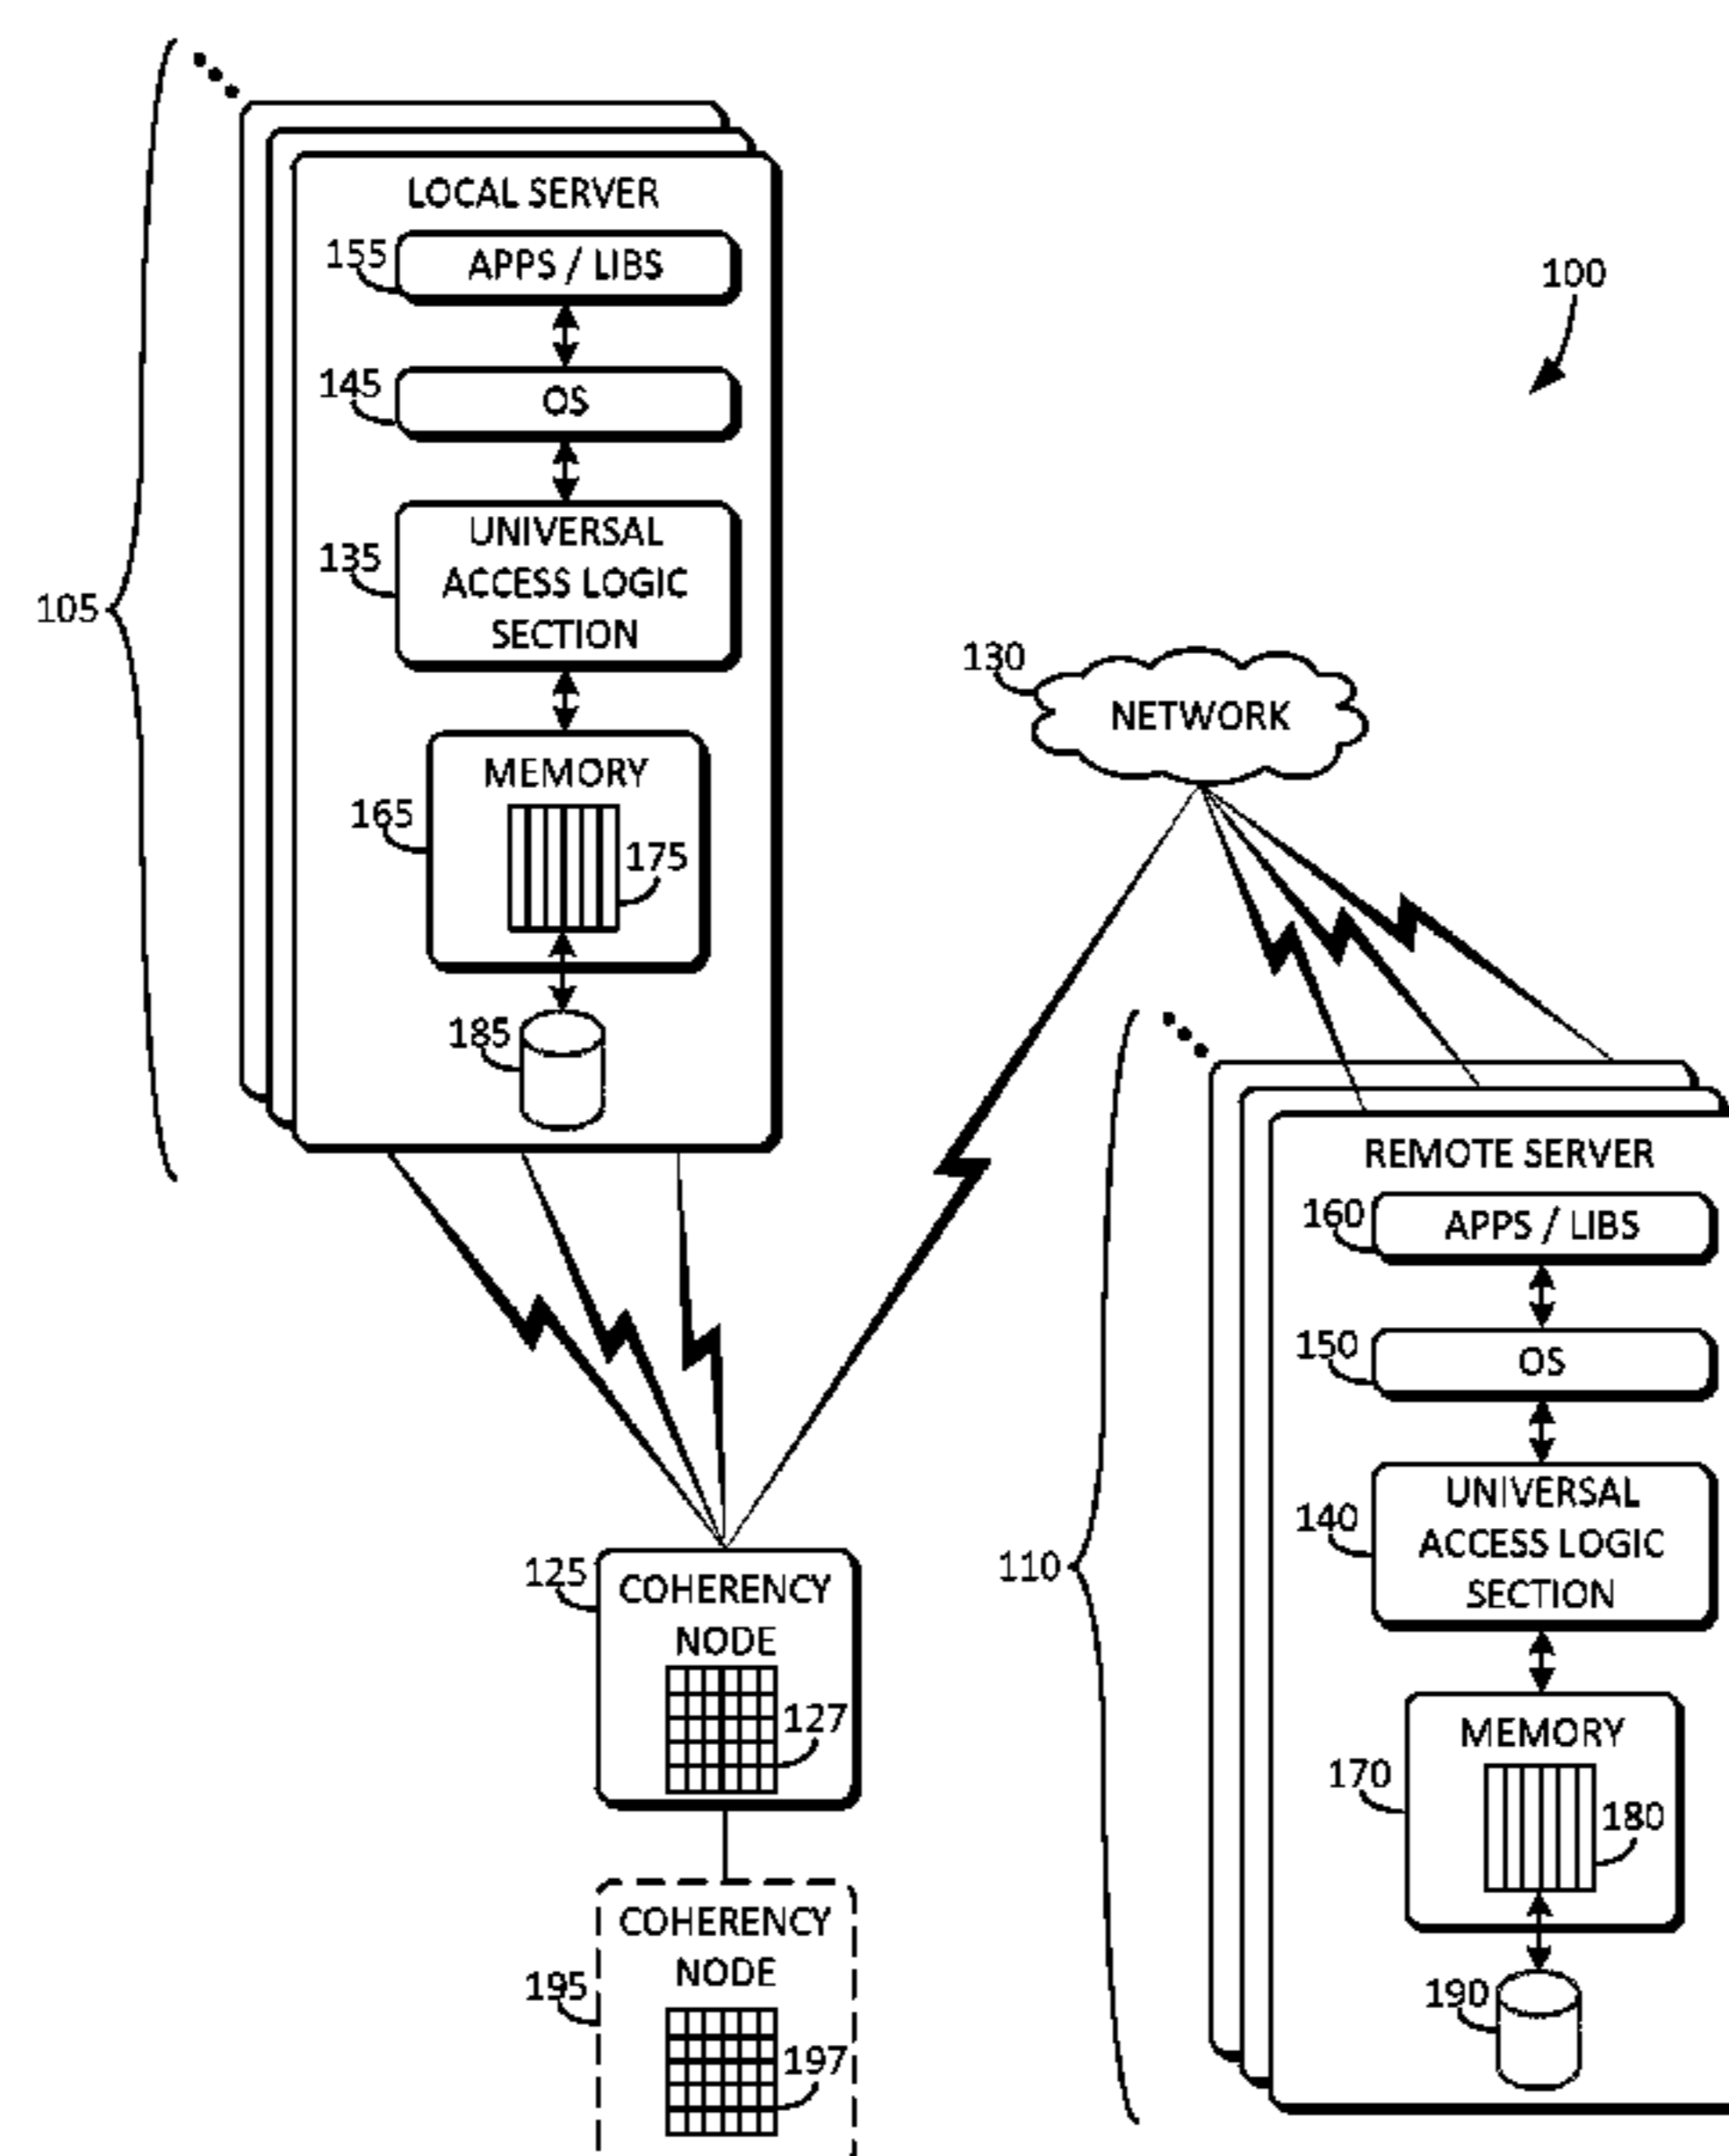 LOCAL SERVER
155
APPS / LIBS
100
145
OS
135
UNIVERSAL
ACCESS LOGIC
SECTION
105
130
NETWORK
MEMORY
165
175
185
REMOTE SERVER
160
APPS / LIBS
150
OS
140
UNIVERSAL
ACCESS LOGIC
SECTION
110
125
COHERENCY
NODE
127
MEMORY
170
180
COHERENCY
NODE
195
190
197